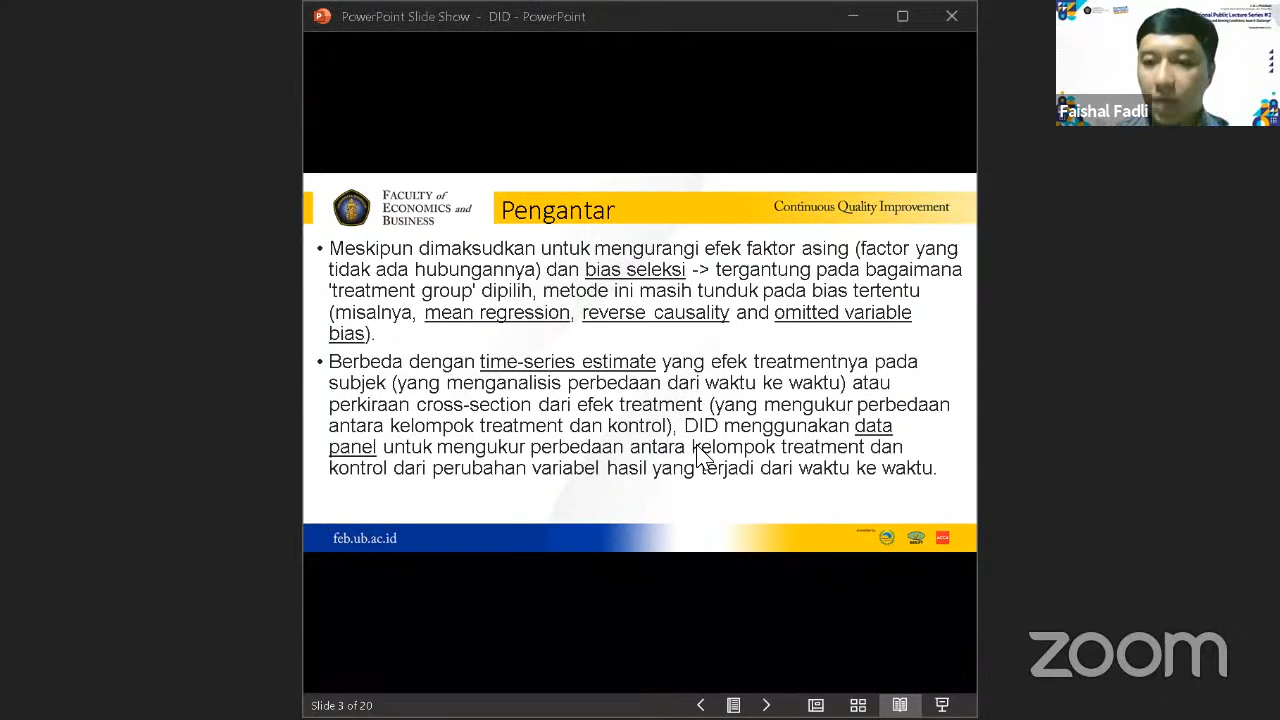 PowerPoint Slide Show - DID - PowerPoint
Public Lecture Series #2
Faishal Fadli
FACULTY of
ECONOMICS and
BUSINESS
Pengantar
Continuous Quality Improvement
• Meskipun dimaksudkan untuk mengurangi efek faktor asing (factor yang
tidak ada hubungannya) dan bias seleksi -> tergantung pada bagaimana
'treatment group' dipilih, metode ini masih tunduk pada bias tertentu
(misalnya, mean regression, reverse causality and omitted variable
bias).
• Berbeda dengan time-series estimate yang efek treatmentnya pada
subjek (yang menganalisis perbedaan dari waktu ke waktu) atau
perkiraan cross-section dari efek treatment (yang mengukur perbedaan
antara kelompok treatment dan kontrol), DID menggunakan data
panel untuk mengukur perbedaan antara kelompok treatment dan
kontrol dari perubahan variabel hasil yang terjadi dari waktu ke waktu.
feb.ub.ac.id
ACCA
zoom
Slide 3 of 20